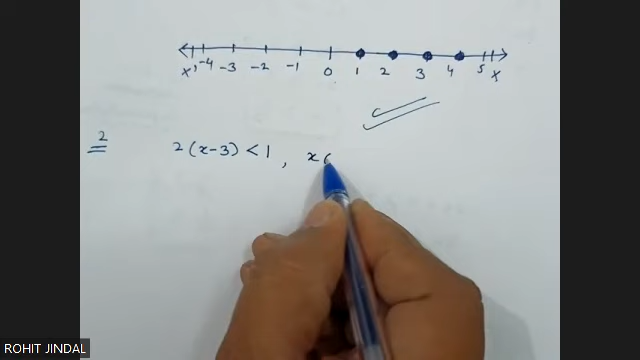 x' -4 -3 -2 -1 0 1 2 3 4 5 x
2 2(x-3) < 1 , x
ROHIT JINDAL